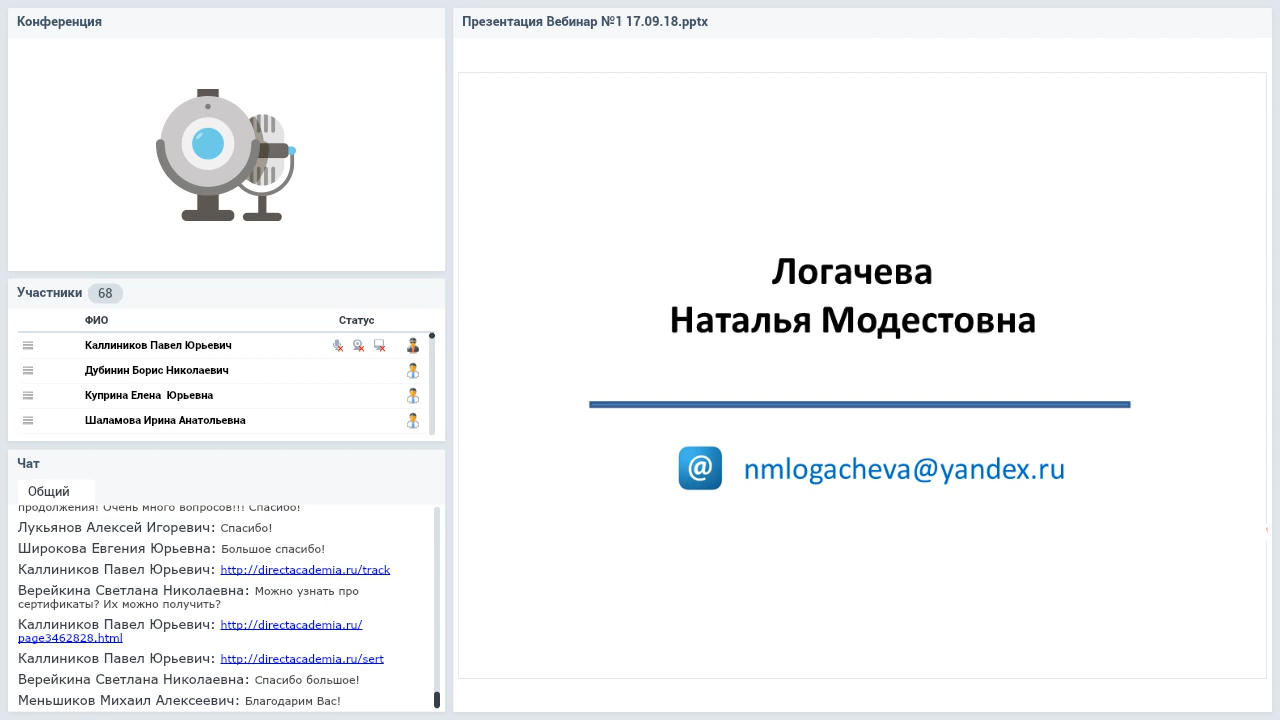 Конференция
Участники 68
ФИО Статус
Каллиников Павел Юрьевич
Дубинин Борис Николаевич
Куприна Елена Юрьевна
Шаламова Ирина Анатольевна
Чат
Общий
продолжения! Очень много вопросов!!! Спасибо!
Лукьянов Алексей Игоревич: Спасибо!
Широкова Евгения Юрьевна: Большое спасибо!
Каллиников Павел Юрьевич: http://directacademia.ru/track
Верейкина Светлана Николаевна: Можно узнать про
сертификаты? Их можно получить?
Каллиников Павел Юрьевич: http://directacademia.ru/
page3462828.html
Каллиников Павел Юрьевич: http://directacademia.ru/sert
Верейкина Светлана Николаевна: Спасибо большое!
Меньшиков Михаил Алексеевич: Благодарим Вас!
Презентация Вебинар №1 17.09.18.pptx
Логачева
Наталья Модестовна
@ nmlogacheva@yandex.ru